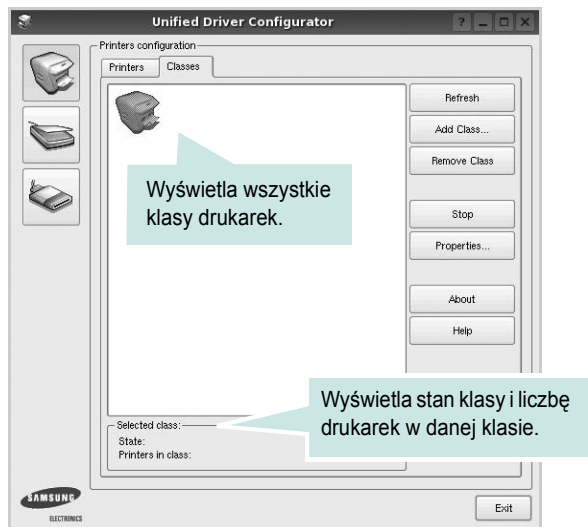 Unified Driver Configurator
? _ □ X
Printers configuration
Printers Classes
Refresh
Add Class...
Remove Class
Wyświetla wszystkie
klasy drukarek.
Stop
Properties...
About
Help
Wyświetla stan klasy i liczbę
drukarek w danej klasie.
Selected class:
State:
Printers in class:
SAMSUNG
ELECTRONICS
Exit